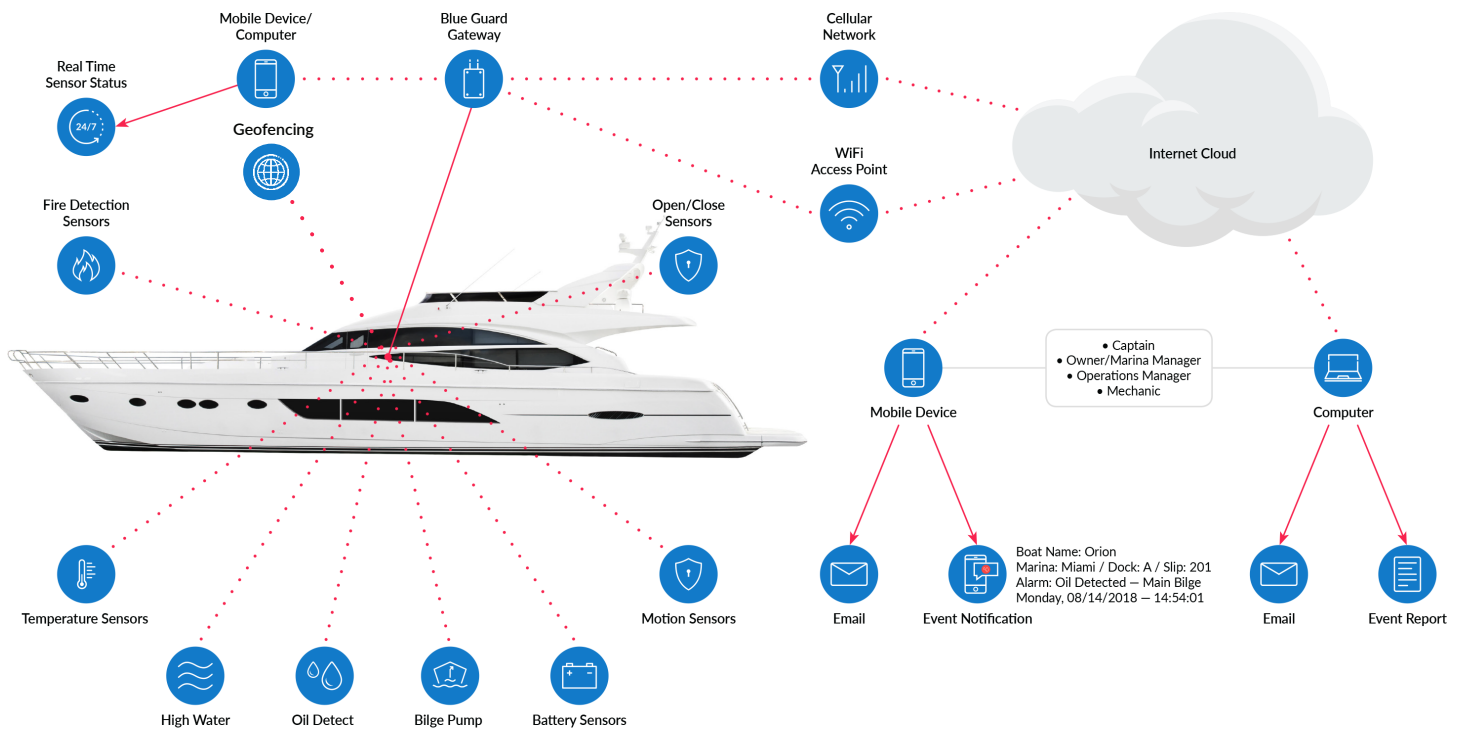 Mobile Device/
Computer
Blue Guard
Gateway
Cellular
Network
Real Time
Sensor Status
24/7
Geofencing
WiFi
Access Point
Internet Cloud
Fire Detection
Sensors
Open/Close
Sensors
• Captain
• Owner/Marina Manager
• Operations Manager
• Mechanic
Mobile Device
Computer
Boat Name: Orion
Marina: Miami / Dock: A / Slip: 201
Alarm: Oil Detected – Main Bilge
Monday, 08/14/2018 – 14:54:01
Temperature Sensors
Motion Sensors
Email
Event Notification
Email
Event Report
High Water
Oil Detect
Bilge Pump
Battery Sensors